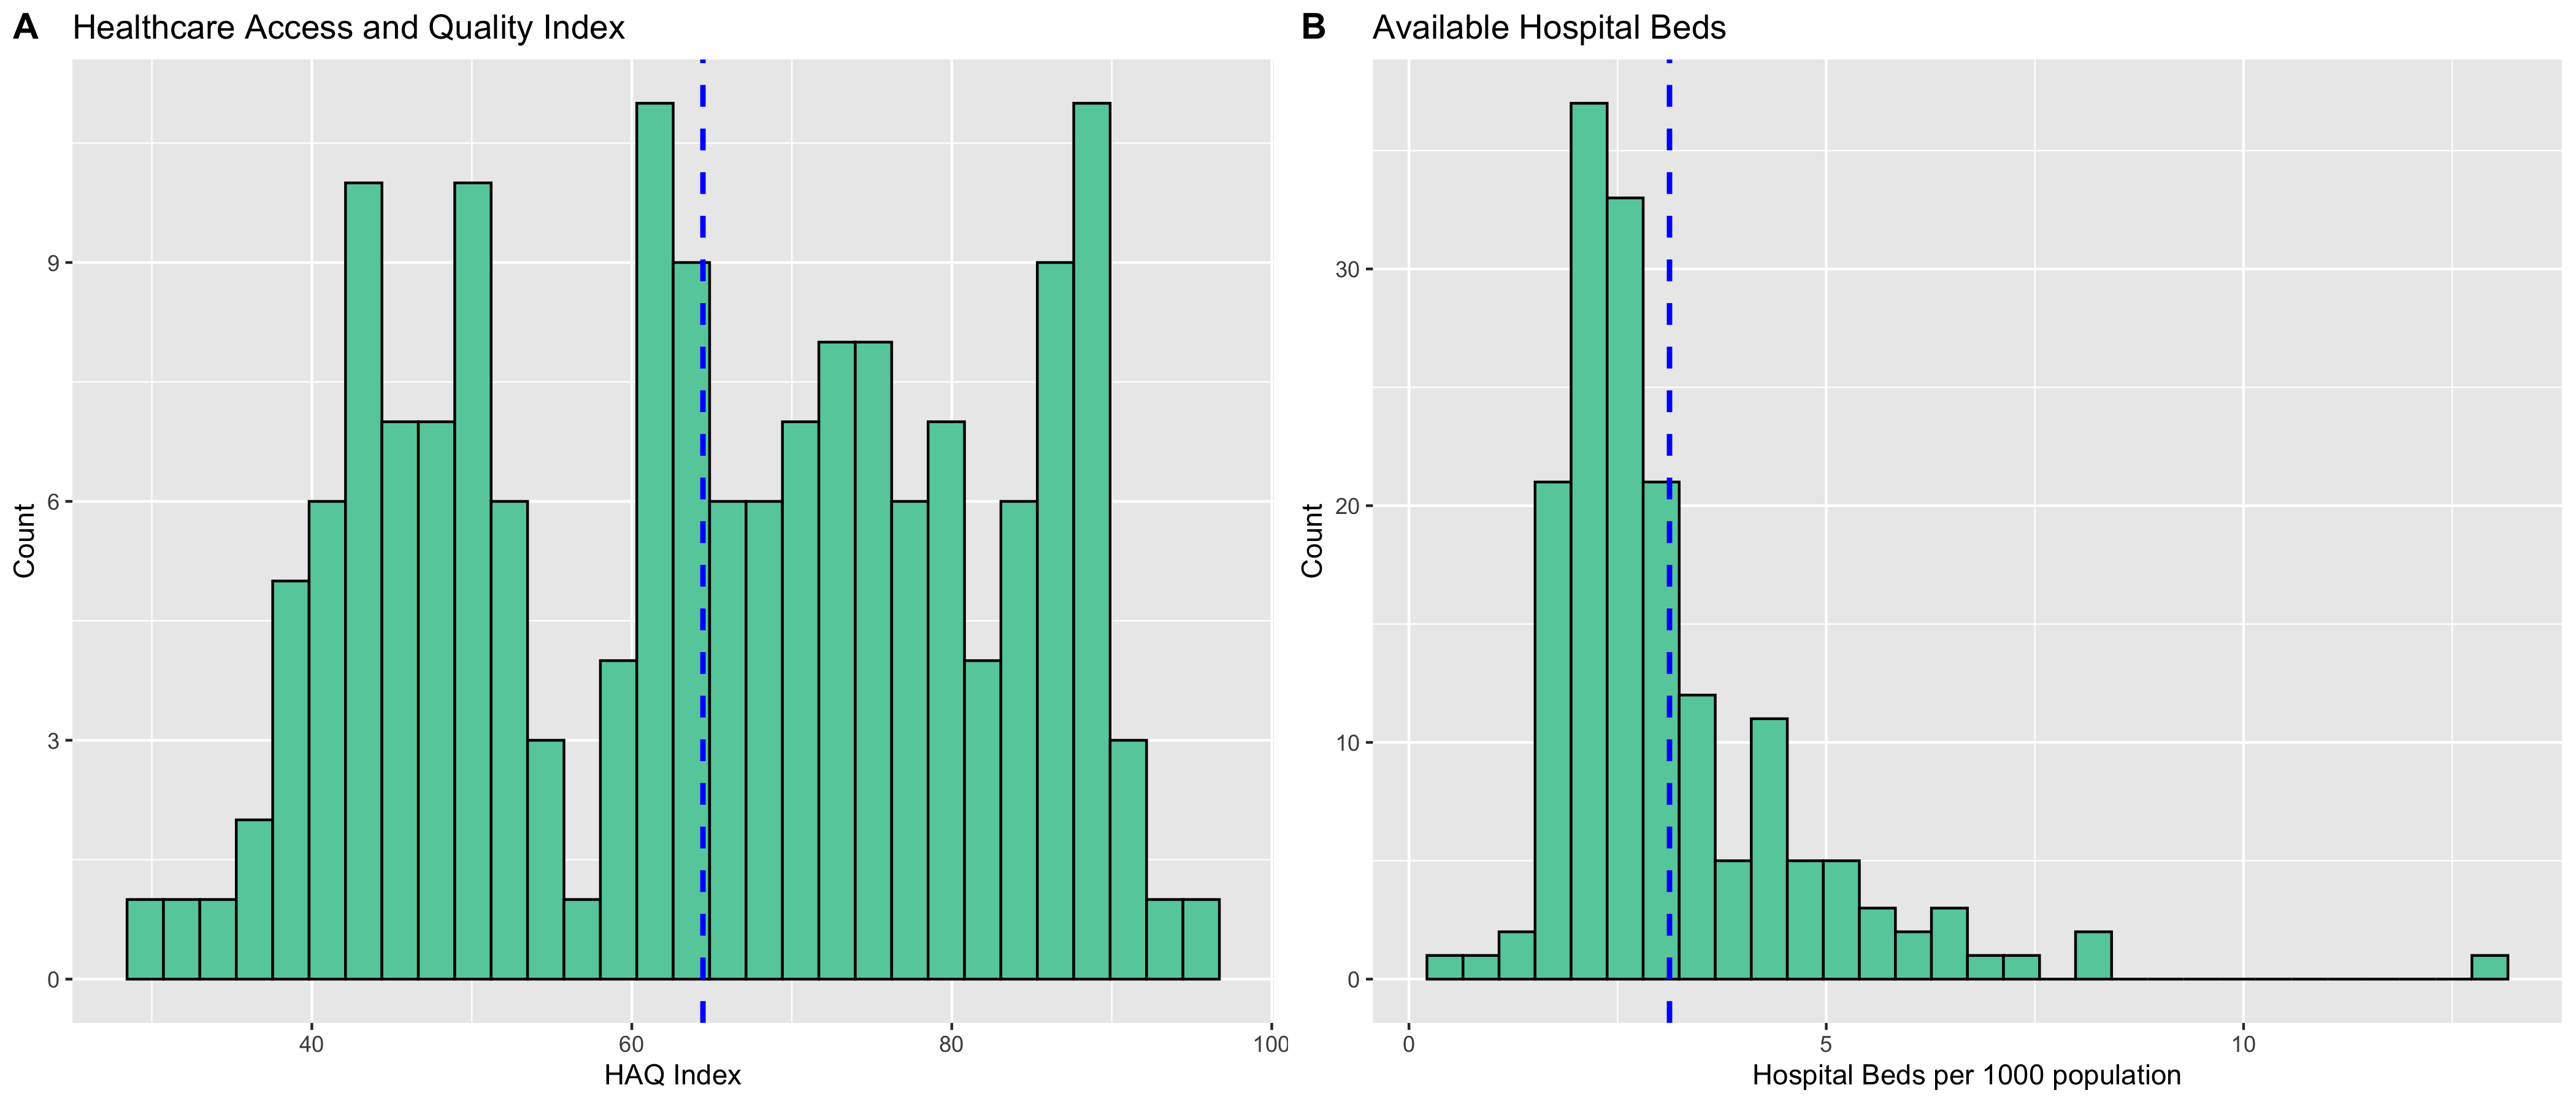 A Healthcare Access and Quality Index
9
6
3
0
Count
40 60 80 100
HAQ Index
B Available Hospital Beds
30
20
10
0
Count
0 5 10
Hospital Beds per 1000 population